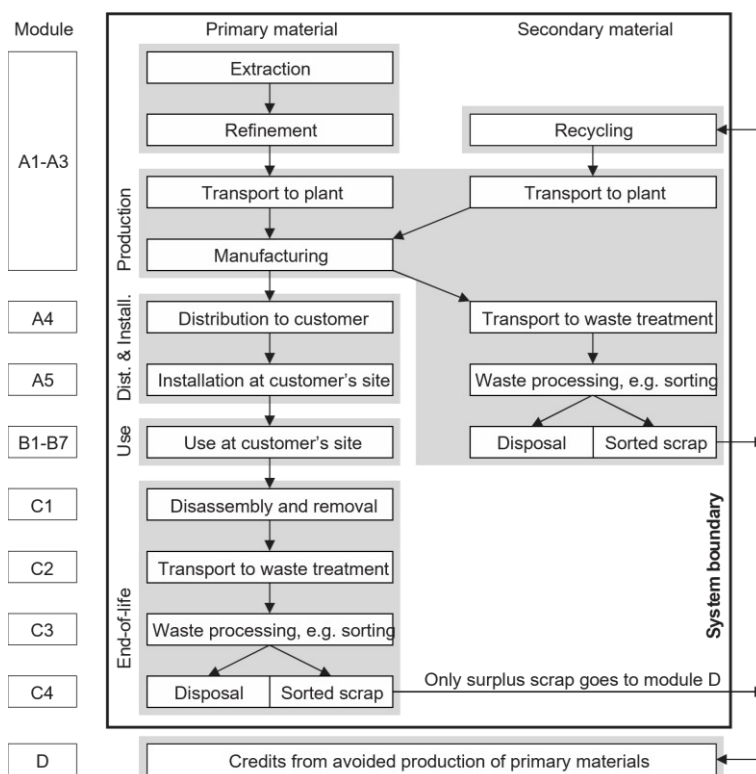 Module
Primary material
Secondary material
A1-A3
Production
Extraction
Refinement
Recycling
Transport to plant
Transport to plant
Manufacturing
A4
Dist. & Install.
Distribution to customer
Transport to waste treatment
A5
Installation at customer's site
Waste processing, e.g. sorting
B1-B7
Use
Use at customer's site
Disposal
Sorted scrap
C1
End-of-life
Disassembly and removal
System boundary
C2
Transport to waste treatment
C3
Waste processing, e.g. sorting
C4
Disposal
Sorted scrap
Only surplus scrap goes to module D
D
Credits from avoided production of primary materials